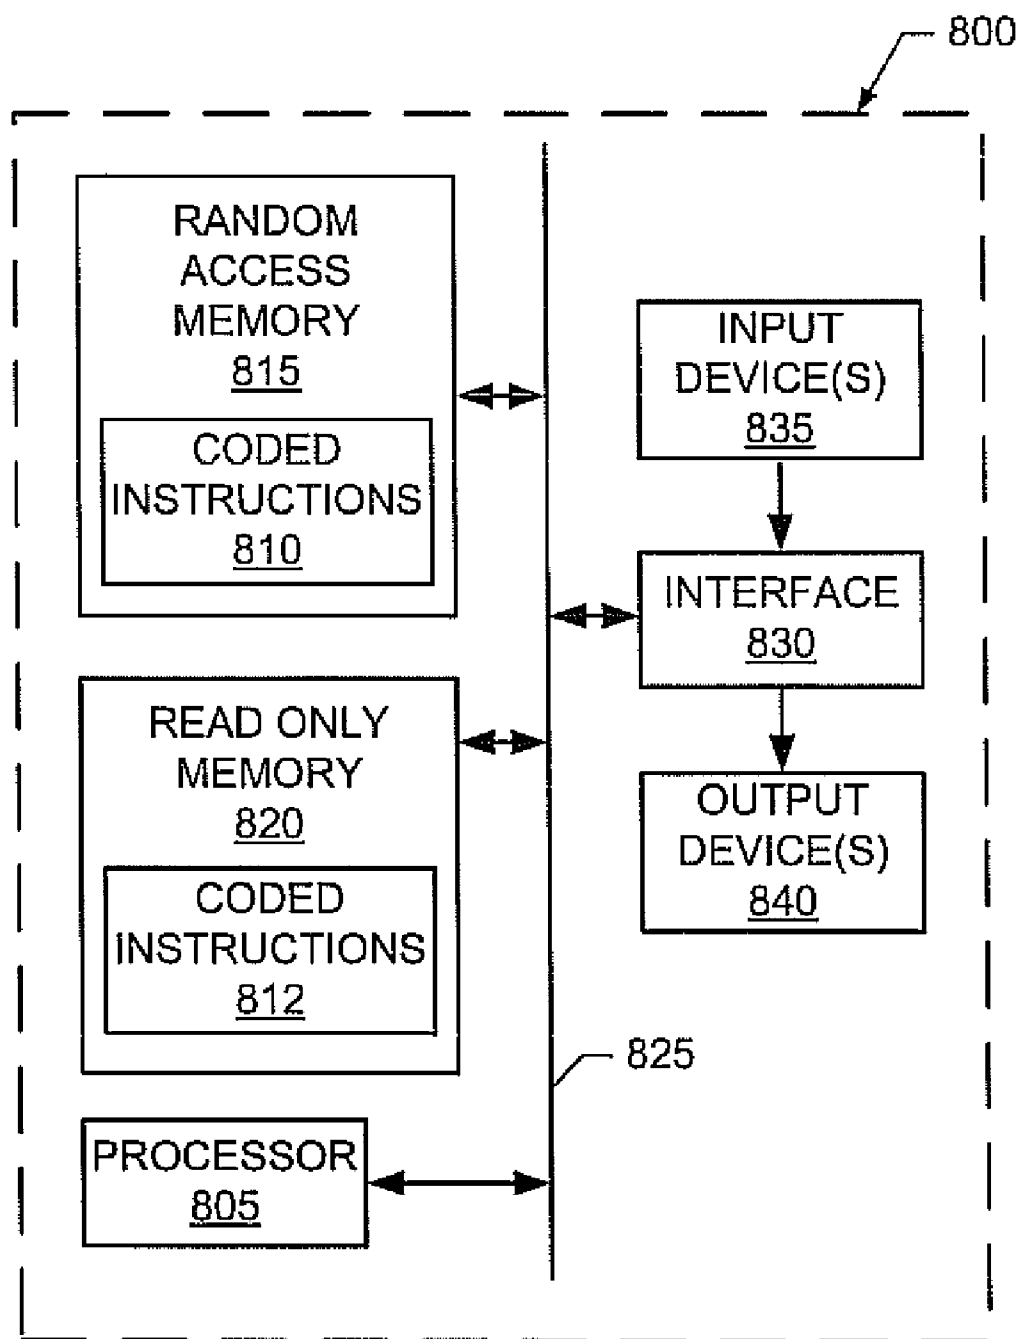 800
RANDOM
ACCESS
MEMORY
815
CODED
INSTRUCTIONS
810
READ ONLY
MEMORY
820
CODED
INSTRUCTIONS
812
PROCESSOR
805
825
INPUT
DEVICE(S)
835
INTERFACE
830
OUTPUT
DEVICE(S)
840